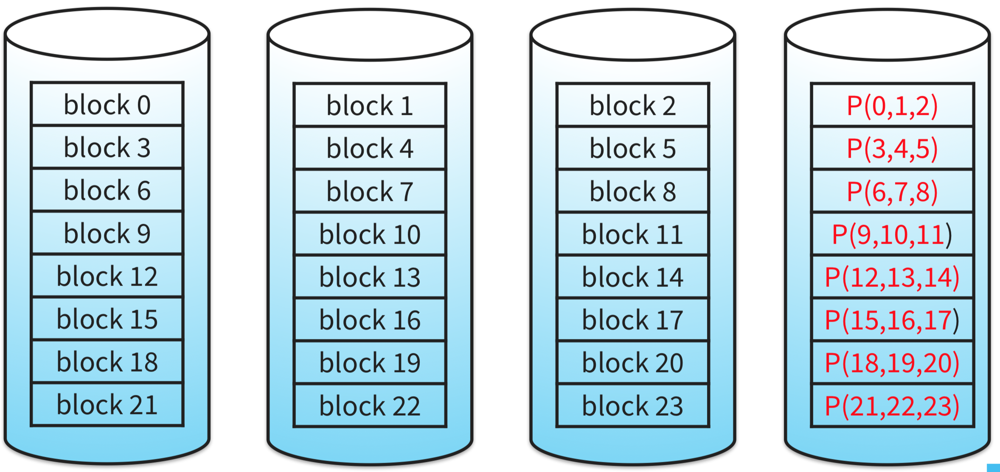 block 0
block 3
block 6
block 9
block 12
block 15
block 18
block 21
block 1
block 4
block 7
block 10
block 13
block 16
block 19
block 22
block 2
block 5
block 8
block 11
block 14
block 17
block 20
block 23
P(0,1,2)
P(3,4,5)
P(6,7,8)
P(9,10,11)
P(12,13,14)
P(15,16,17)
P(18,19,20)
P(21,22,23)